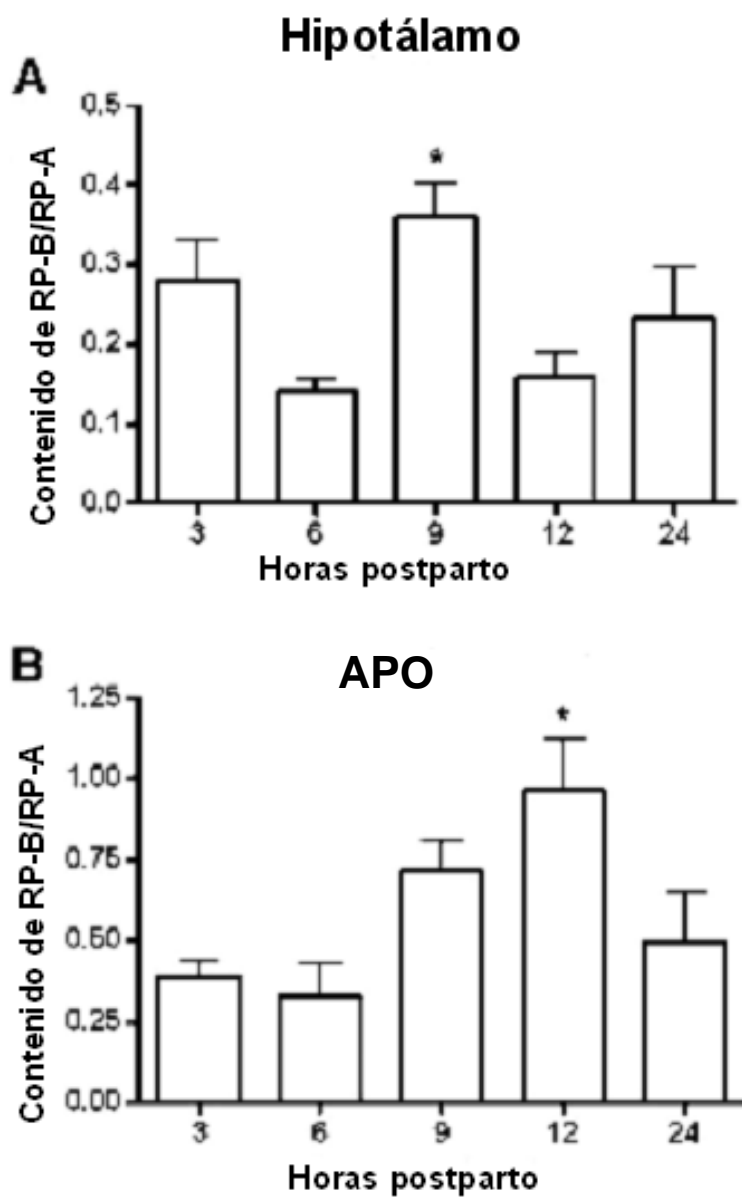 Hipotálamo
A
Contenido de RP-B/RP-A
0.5
0.4
0.3
0.2
0.1
0.0
*
3 6 9 12 24
Horas postparto
B
APO
Contenido de RP-B/RP-A
1.25
1.00
0.75
0.50
0.25
0.00
*
3 6 9 12 24
Horas postparto